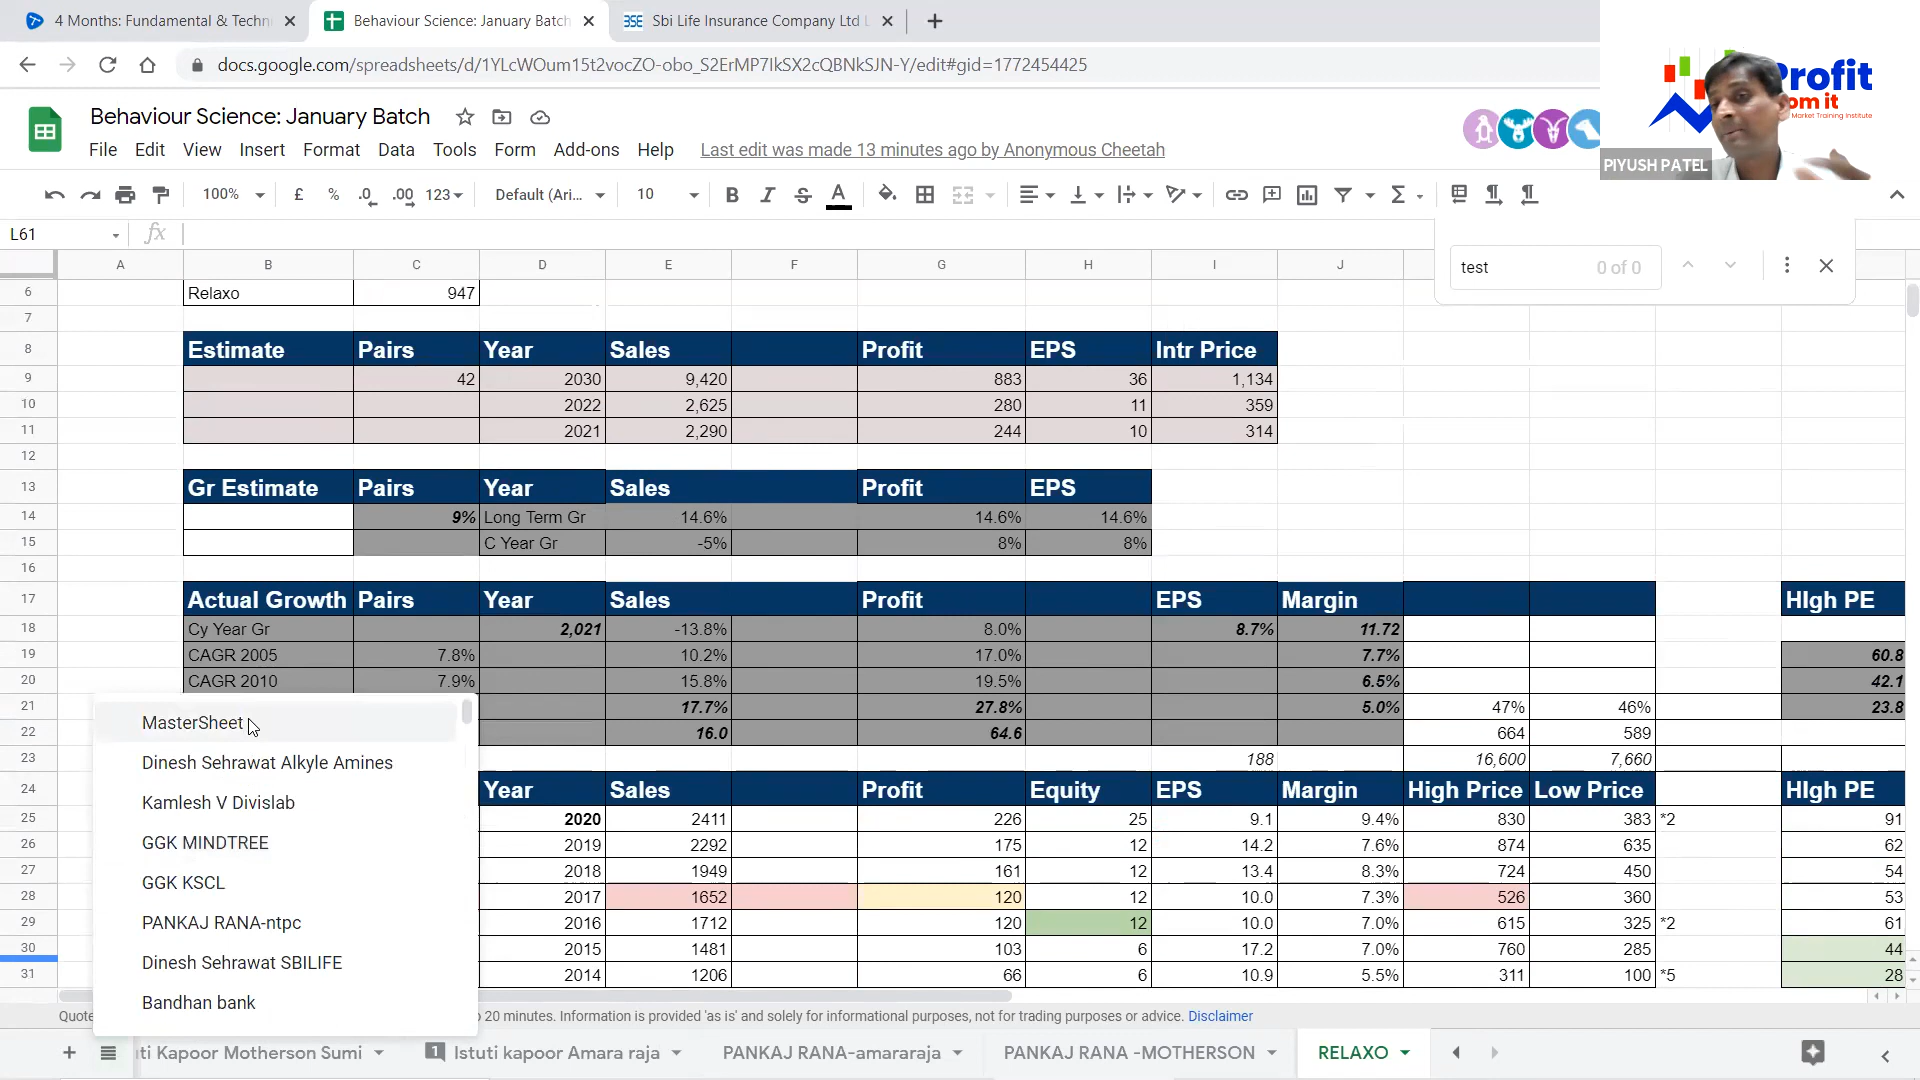 4 Months: Fundamental & Techni
Behaviour Science: January Batch
Sbi Life Insurance Company Ltd L
docs.google.com/spreadsheets/d/1YLcWOum15t2vocZO-obo_S2ErMP7IkSX2cQBNkSJN-Y/edit#gid=1772454425
Profit
om it
Market Training Institute
PIYUSH PATEL
Behaviour Science: January Batch
File Edit View Insert Format Data Tools Form Add-ons Help Last edit was made 13 minutes ago by Anonymous Cheetah
100% £ % .0 .00 123 Default (Ari... 10 B I S A
L61 fx
test 0 of 0
A B C D E F G H I J
6 Relaxo 947
7
8 Estimate Pairs Year Sales Profit EPS Intr Price
9 42 2030 9,420 883 36 1,134
10 2022 2,625 280 11 359
11 2021 2,290 244 10 314
12
13 Gr Estimate Pairs Year Sales Profit EPS
14 9% Long Term Gr 14.6% 14.6% 14.6%
15 C Year Gr -5% 8% 8%
16
17 Actual Growth Pairs Year Sales Profit EPS Margin HIgh PE
18 Cy Year Gr 2,021 -13.8% 8.0% 8.7% 11.72
19 CAGR 2005 7.8% 10.2% 17.0% 7.7% 60.8
20 CAGR 2010 7.9% 15.8% 19.5% 6.5% 42.1
21 17.7% 27.8% 5.0% 47% 46% 23.8
22 16.0 64.6 664 589
23 188 16,600 7,660
24 Year Sales Profit Equity EPS Margin High Price Low Price HIgh PE
25 2020 2411 226 25 9.1 9.4% 830 383 *2 91
26 2019 2292 175 12 14.2 7.6% 874 635 62
27 2018 1949 161 12 13.4 8.3% 724 450 54
28 2017 1652 120 12 10.0 7.3% 526 360 53
29 2016 1712 120 12 10.0 7.0% 615 325 *2 61
30 2015 1481 103 6 17.2 7.0% 760 285 44
31 2014 1206 66 6 10.9 5.5% 311 100 *5 28
MasterSheet
Dinesh Sehrawat Alkyle Amines
Kamlesh V Divislab
GGK MINDTREE
GGK KSCL
PANKAJ RANA-ntpc
Dinesh Sehrawat SBILIFE
Bandhan bank
Quote
20 minutes. Information is provided 'as is' and solely for informational purposes, not for trading purposes or advice. Disclaimer
ti Kapoor Motherson Sumi 1 Istuti kapoor Amara raja PANKAJ RANA-amararaja PANKAJ RANA -MOTHERSON RELAXO